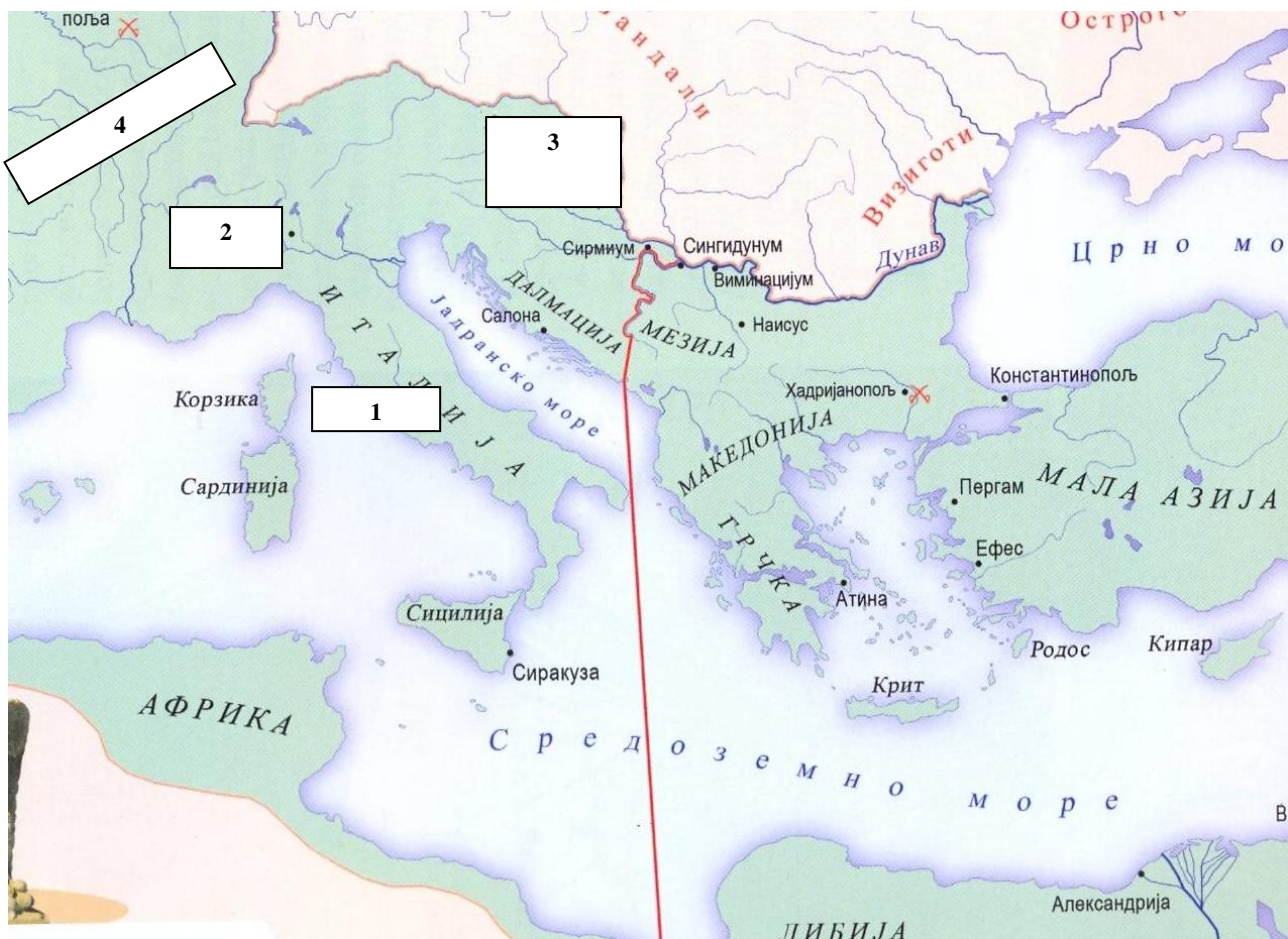 поља
Острого
Вандали
4
3
Визиготи
2
Сирмиум
Сингидунум
Дунав
Црно мо
Виминацијум
ИТАЛИЈА
ДАЛМАЦИЈА
Јадранско море
Салона
МЕЗИЈА
Наисус
Корзика
1
Хадријанопољ
Константинопољ
МАКЕДОНИЈА
Сардинија
Пергам
МАЛА АЗИЈА
ГРЧКА
Ефес
Атина
Сицилија
Сиракуза
Родос
Кипар
Крит
АФРИКА
Средоземно море
В
Александрија
ЛИБИЈА